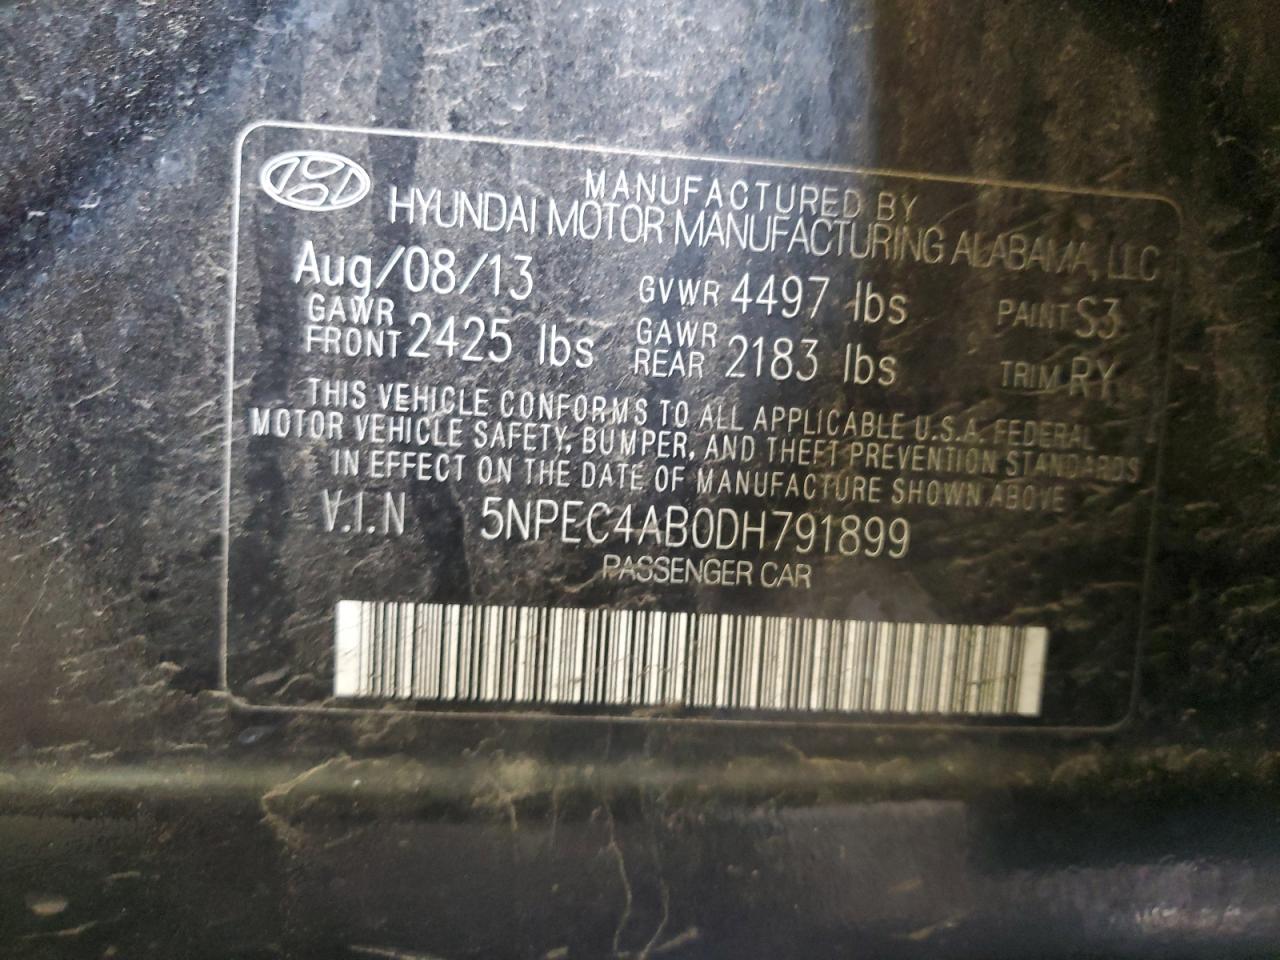 MANUFACTURED BY
HYUNDAI MOTOR MANUFACTURING ALABAMA, LLC
Aug/08/13 GVWR 4497 lbs PAINT S3
GAWR FRONT 2425 lbs GAWR REAR 2183 lbs TRIM RY
THIS VEHICLE CONFORMS TO ALL APPLICABLE U.S.A. FEDERAL
MOTOR VEHICLE SAFETY, BUMPER, AND THEFT PREVENTION STANDARDS
IN EFFECT ON THE DATE OF MANUFACTURE SHOWN ABOVE
V.I.N 5NPEC4AB0DH791899
PASSENGER CAR